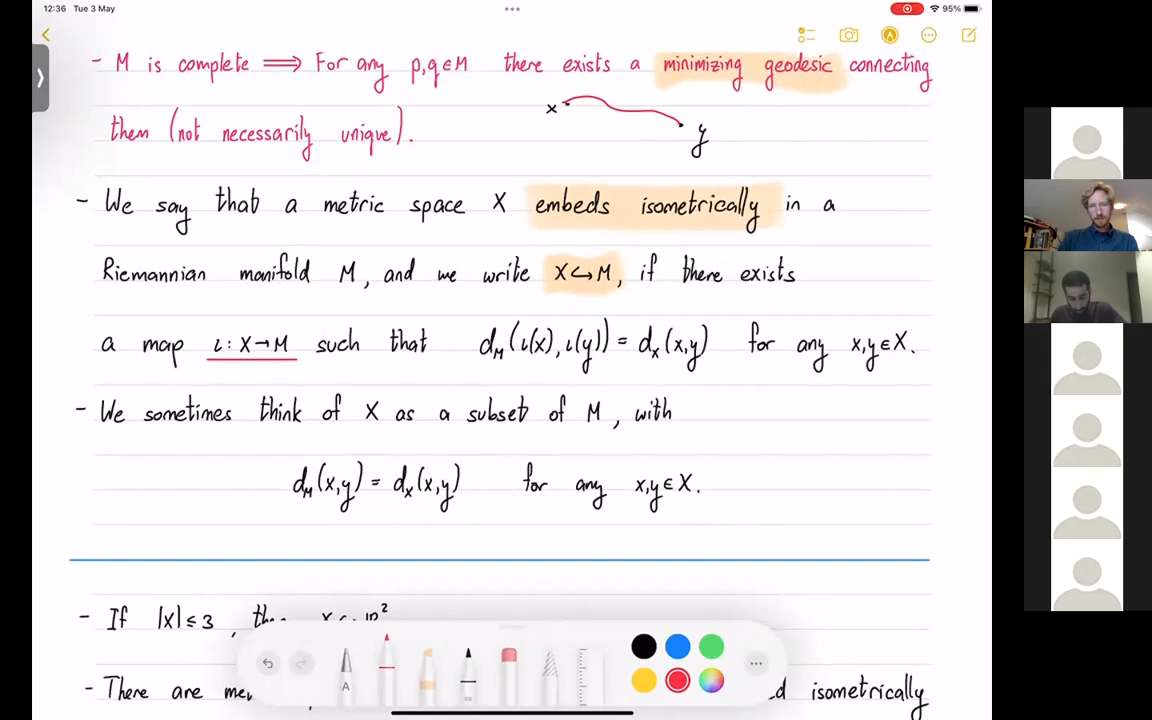 12:36 Tue 3 May
95%
- M is complete ⟹ For any p,q∈M there exists a minimizing geodesic connecting
them (not necessarily unique).
x
y
- We say that a metric space X embeds isometrically in a
Riemannian manifold M, and we write X↪M, if there exists
a map ι: X→M such that d_M(ι(x), ι(y)) = d_X(x,y) for any x,y∈X.
- We sometimes think of X as a subset of M, with
d_M(x,y) = d_X(x,y) for any x,y∈X.
- If |X|≤3,
- There are isometrically
A